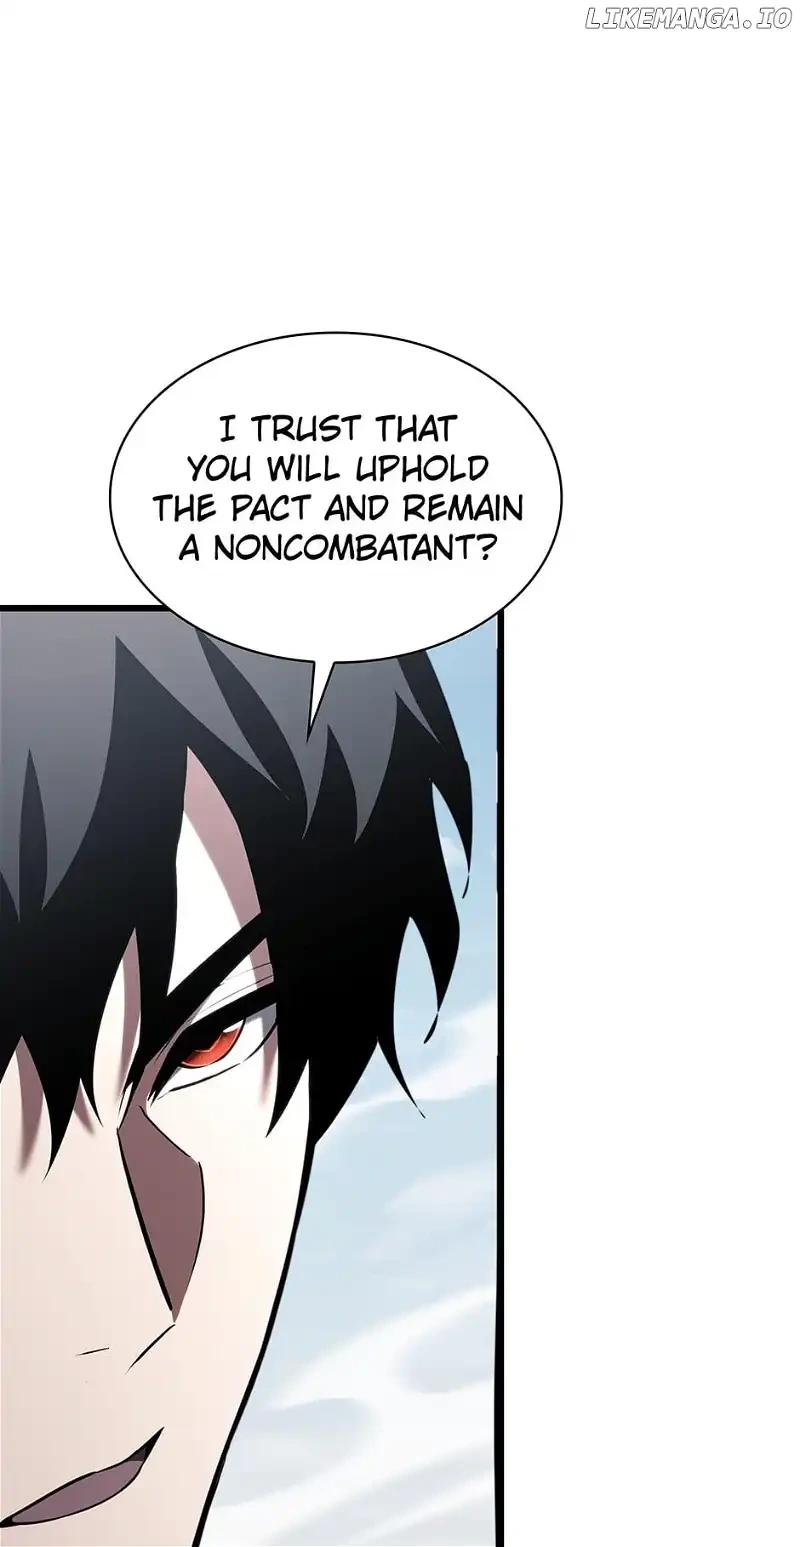 LIKEMANGA.IO
I TRUST THAT
YOU WILL UPHOLD
THE PACT AND REMAIN
A NONCOMBATANT?